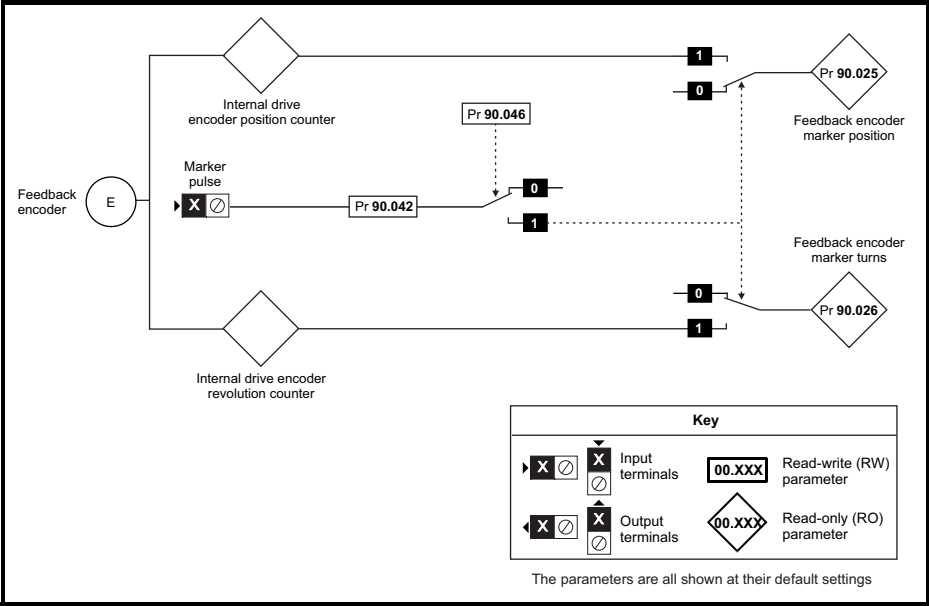 Internal drive
encoder position counter
1
0
Pr 90.025
Feedback encoder
marker position
Pr 90.046
Marker
pulse
Feedback
encoder
E
X
Pr 90.042
0
1
Feedback encoder
marker turns
0
1
Pr 90.026
Internal drive encoder
revolution counter
Key
X
X
Input
terminals
00.XXX
Read-write (RW)
parameter
X
X
Output
terminals
00.XXX
Read-only (RO)
parameter
The parameters are all shown at their default settings